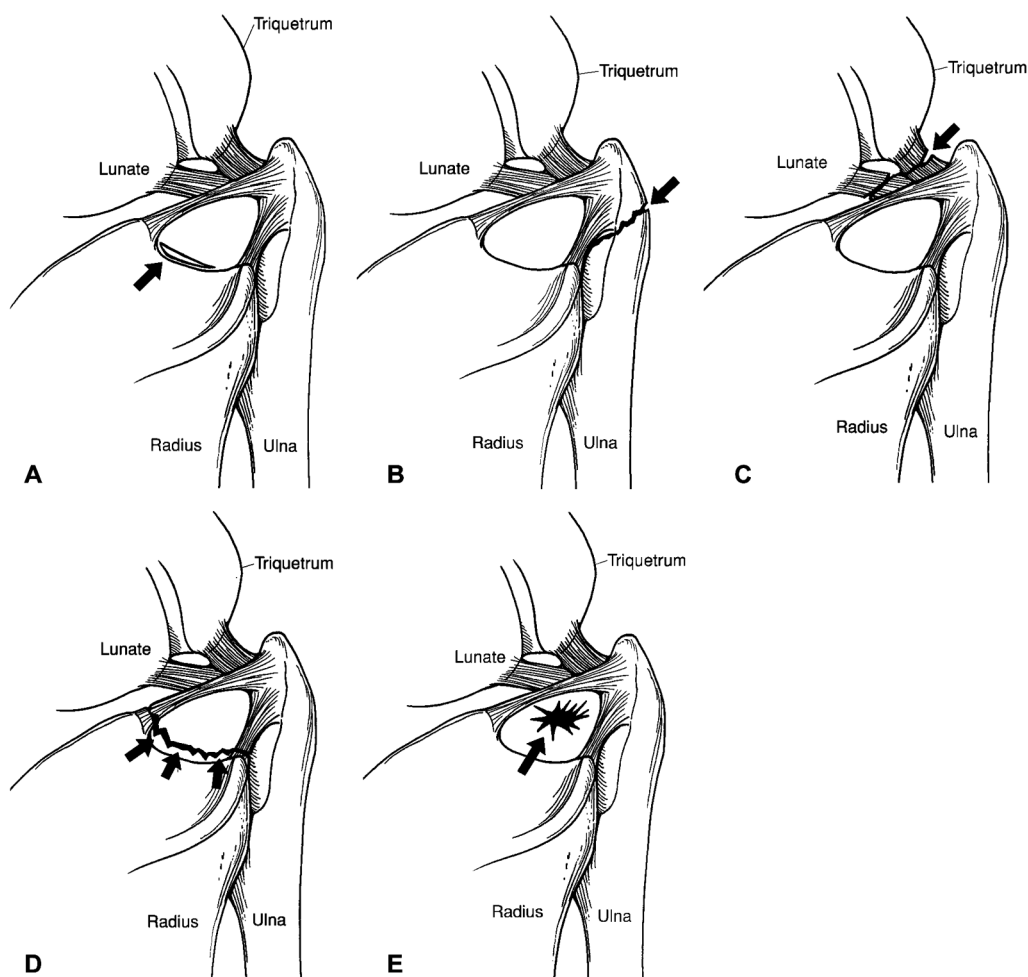 Triquetrum
Lunate
Radius
Ulna
A
Triquetrum
Lunate
Radius
Ulna
B
Triquetrum
Lunate
Radius
Ulna
C
Triquetrum
Lunate
Radius
Ulna
D
Triquetrum
Lunate
Radius
Ulna
E